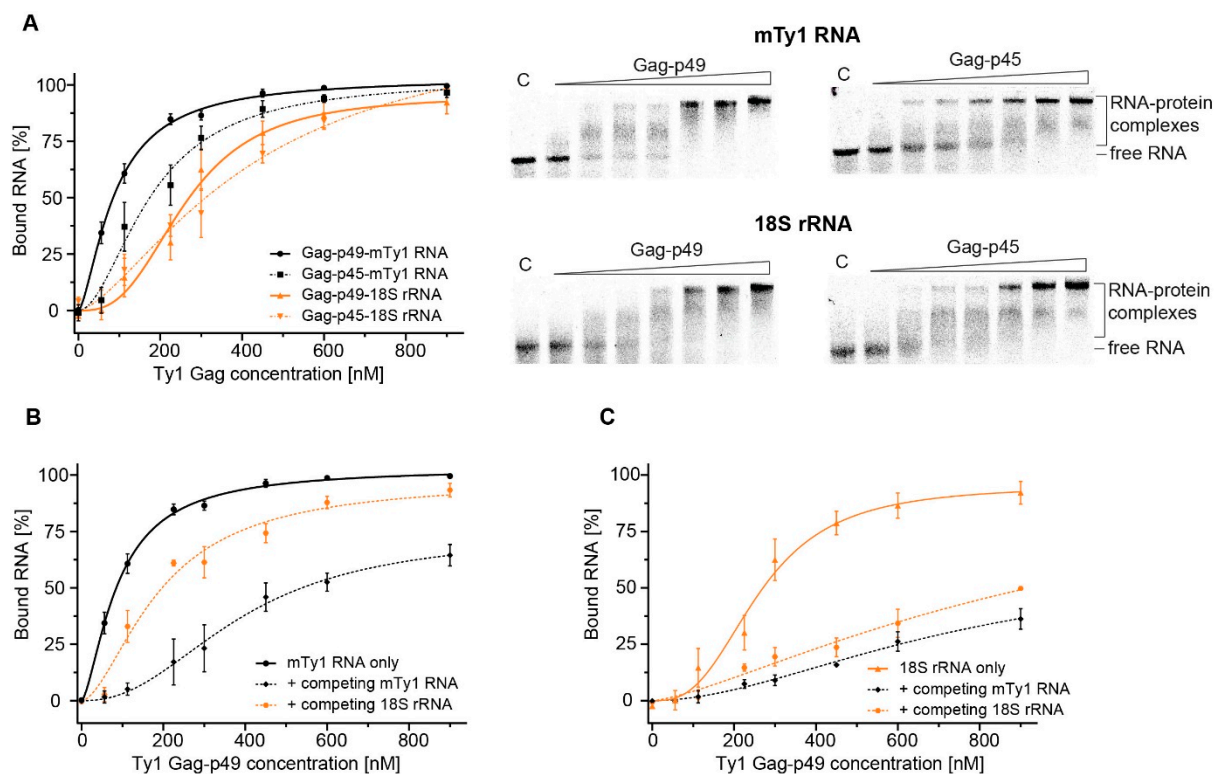 A
Bound RNA [%]
100
75
50
25
0
Gag-p49-mTy1 RNA
Gag-p45-mTy1 RNA
Gag-p49-18S rRNA
Gag-p45-18S rRNA
0 200 400 600 800
Ty1 Gag concentration [nM]
mTy1 RNA
C Gag-p49
C Gag-p45
RNA-protein
complexes
free RNA
18S rRNA
C Gag-p49
C Gag-p45
RNA-protein
complexes
free RNA
B
Bound RNA [%]
100
75
50
25
0
mTy1 RNA only
+ competing mTy1 RNA
+ competing 18S rRNA
0 200 400 600 800
Ty1 Gag-p49 concentration [nM]
C
Bound RNA [%]
100
75
50
25
0
18S rRNA only
+ competing mTy1 RNA
+ competing 18S rRNA
0 200 400 600 800
Ty1 Gag-p49 concentration [nM]